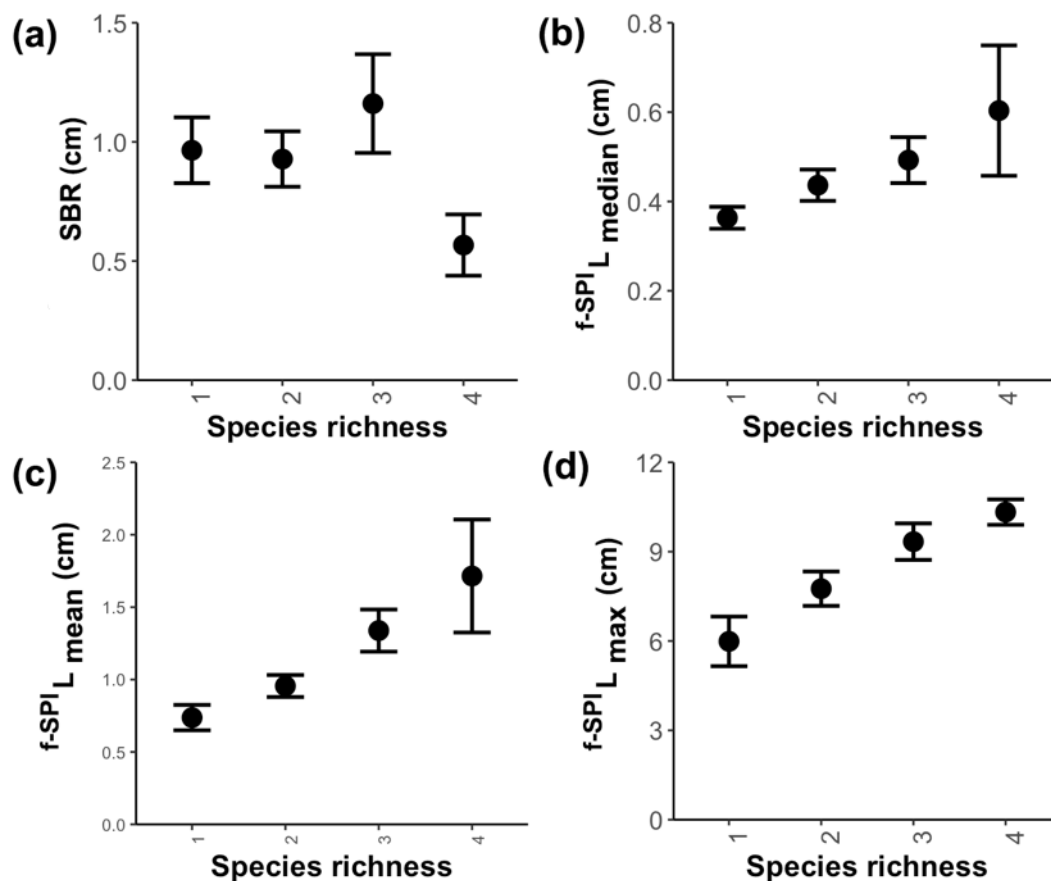 (a)
SBR (cm)
1.5
1.0
0.5
0.0
1 2 3 4
Species richness
(b)
f-SPI L median (cm)
0.8
0.6
0.4
0.2
0.0
1 2 3 4
Species richness
(c)
f-SPI L mean (cm)
2.5
2.0
1.5
1.0
0.5
0.0
1 2 3 4
Species richness
(d)
f-SPI L max (cm)
12
9
6
3
0
1 2 3 4
Species richness